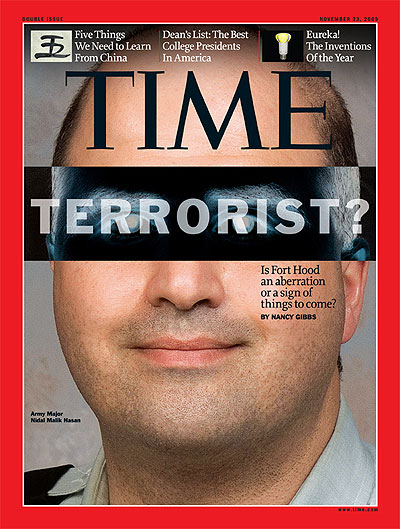 DOUBLE ISSUE
NOVEMBER 23, 2009
五
Five Things
We Need to Learn
From China
Dean's List: The Best
College Presidents
In America
Eureka!
The Inventions
Of the Year
TIME
TERRORIST?
Is Fort Hood
an aberration
or a sign of
things to come?
BY NANCY GIBBS
Army Major
Nidal Malik Hasan
www.time.com